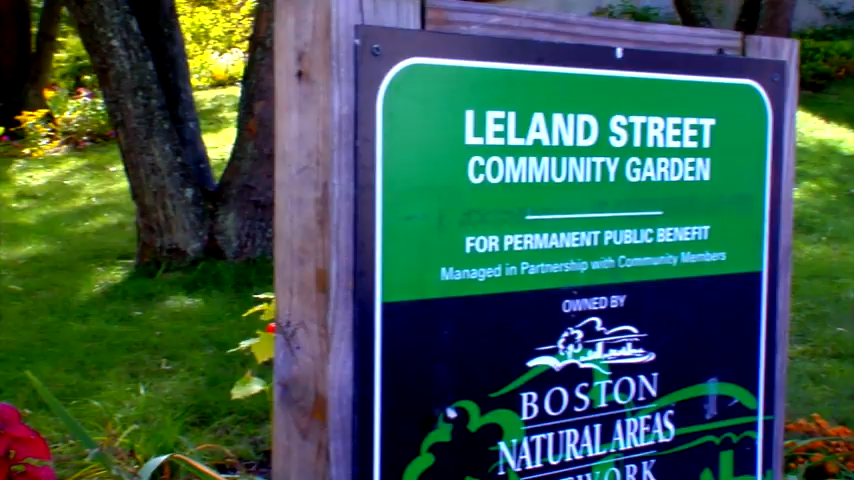 LELAND STREET
COMMUNITY GARDEN
FOR PERMANENT PUBLIC BENEFIT
Managed in Partnership with Community Members
OWNED BY
BOSTON
NATURAL AREAS